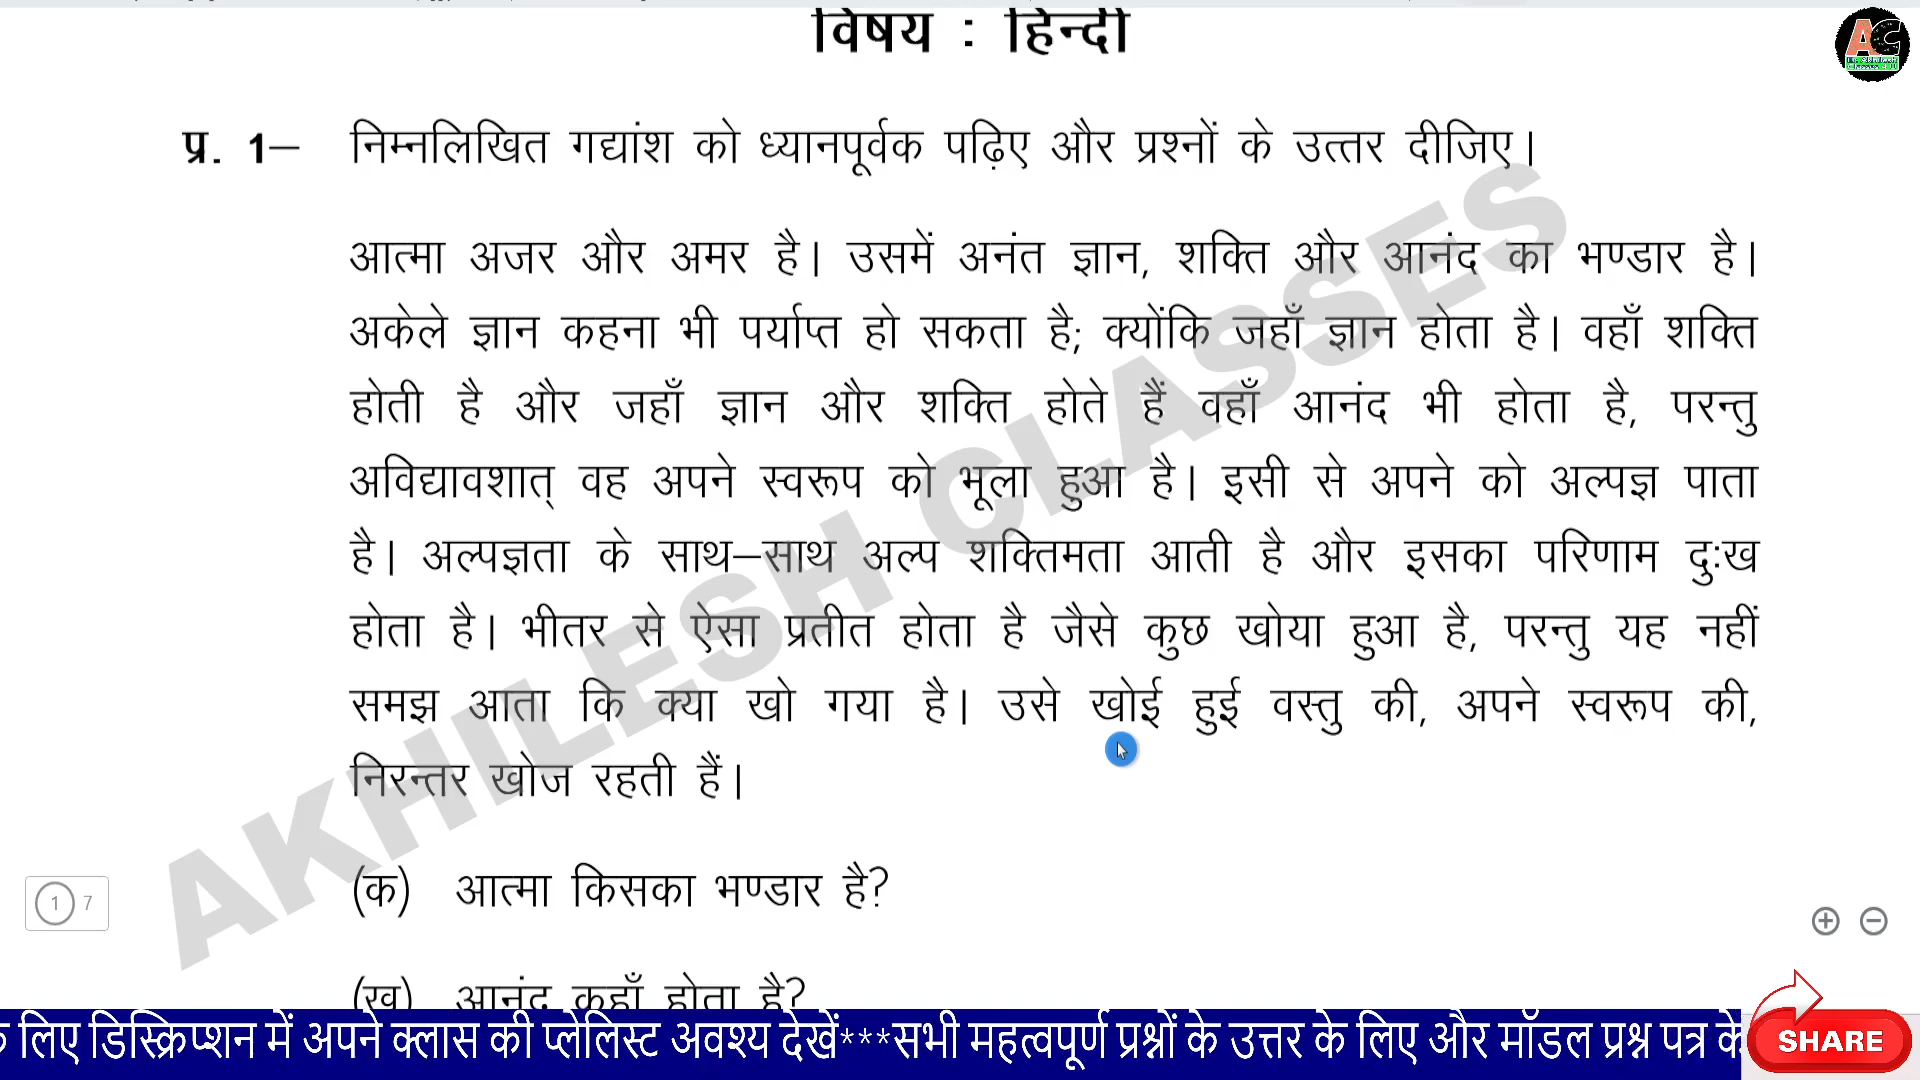 विषय : हिन्दी
प्र. 1– निम्नलिखित गद्यांश को ध्यानपूर्वक पढ़िए और प्रश्नों के उत्तर दीजिए।
आत्मा अजर और अमर है। उसमें अनंत ज्ञान, शक्ति और आनंद का भण्डार है।
अकेले ज्ञान कहना भी पर्याप्त हो सकता है; क्योंकि जहाँ ज्ञान होता है। वहाँ शक्ति
होती है और जहाँ ज्ञान और शक्ति होते हैं वहाँ आनंद भी होता है, परन्तु
अविद्यावशात् वह अपने स्वरूप को भूला हुआ है। इसी से अपने को अल्पज्ञ पाता
है। अल्पज्ञता के साथ–साथ अल्प शक्तिमता आती है और इसका परिणाम दुःख
होता है। भीतर से ऐसा प्रतीत होता है जैसे कुछ खोया हुआ है, परन्तु यह नहीं
समझ आता कि क्या खो गया है। उसे खोई हुई वस्तु की, अपने स्वरूप की,
निरन्तर खोज रहती हैं।
AKHILESH CLASSES
(क) आत्मा किसका भण्डार है?
1 7
(ख) आनंद कहाँ होता है?
के लिए डिस्क्रिप्शन में अपने क्लास की प्लेलिस्ट अवश्य देखें***सभी महत्वपूर्ण प्रश्नों के उत्तर के लिए और मॉडल प्रश्न पत्र के
SHARE
AC